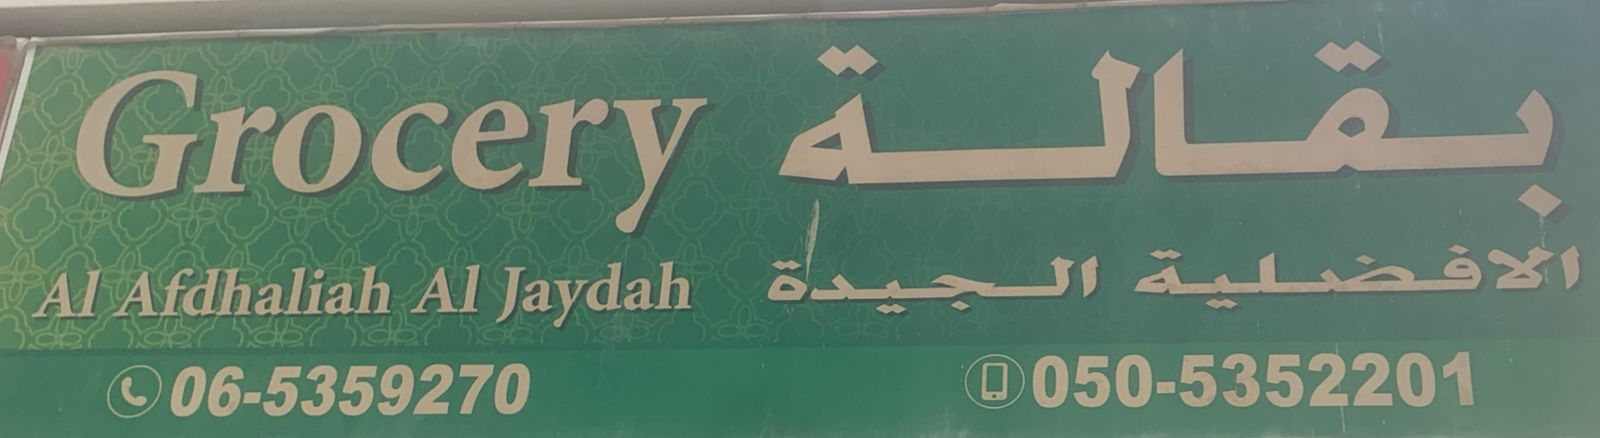 Grocery بقالة
Al Afdhaliah Al Jaydah الافضلية الجيدة
06-5359270 050-5352201